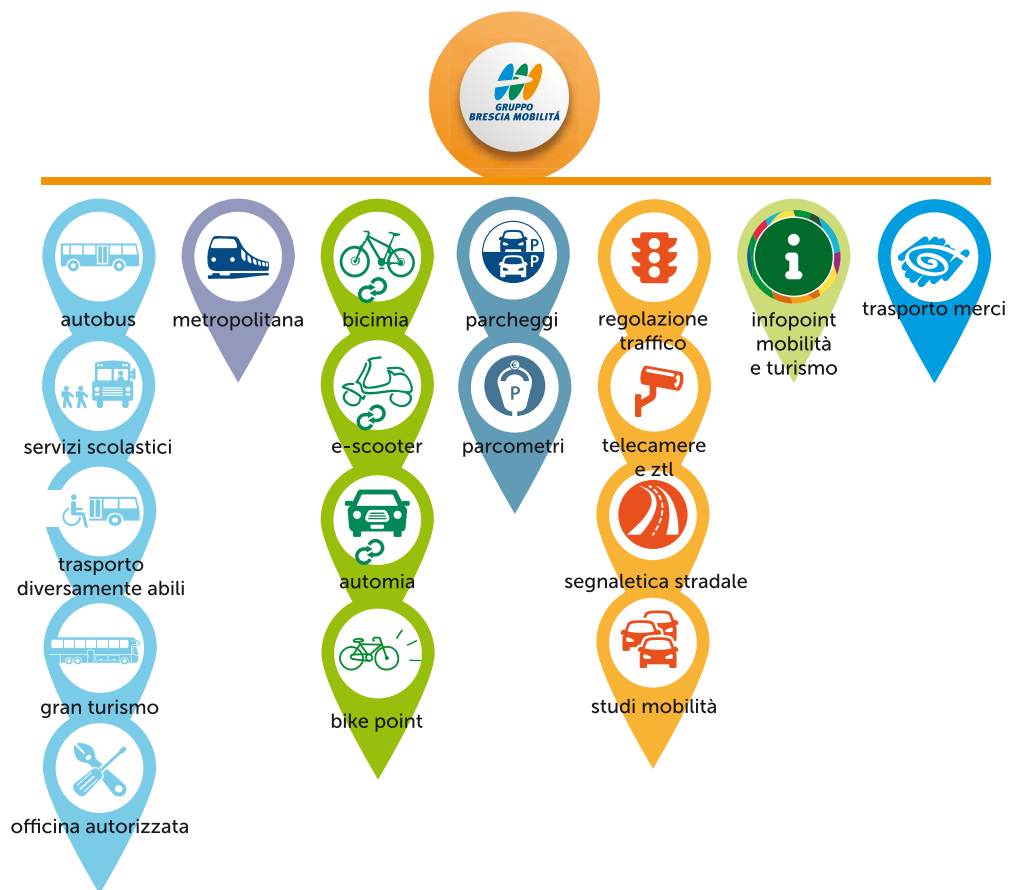 GRUPPO
BRESCIA MOBILITÁ
autobus
servizi scolastici
trasporto
diversamente abili
gran turismo
officina autorizzata
metropolitana
bicimia
e-scooter
automia
bike point
P
P
parcheggi
€
P
parcometri
regolazione
traffico
telecamere
e ztl
segnaletica stradale
studi mobilità
i
infopoint
mobilità
e turismo
trasporto merci